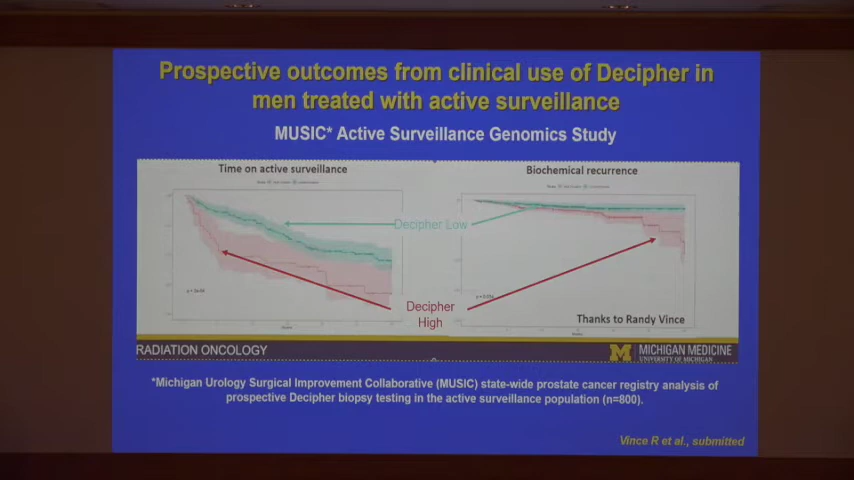 Prospective outcomes from clinical use of Decipher in
men treated with active surveillance
MUSIC* Active Surveillance Genomics Study
Time on active surveillance
Biochemical recurrence
Decipher Low
Decipher
High
Thanks to Randy Vince
RADIATION ONCOLOGY
M MICHIGAN MEDICINE
UNIVERSITY OF MICHIGAN
*Michigan Urology Surgical Improvement Collaborative (MUSIC) state-wide prostate cancer registry analysis of
prospective Decipher biopsy testing in the active surveillance population (n=800).
Vince R et al., submitted